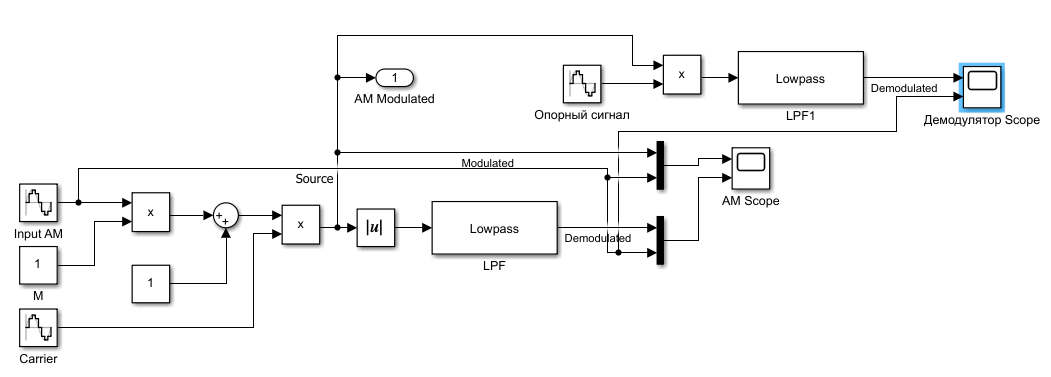 x
Lowpass
1
Demodulated
AM Modulated
Опорный сигнал
LPF1
Демодулятор Scope
Modulated
Source
AM Scope
x
+
+
x
|u|
Lowpass
Input AM
Demodulated
1
LPF
1
M
Carrier